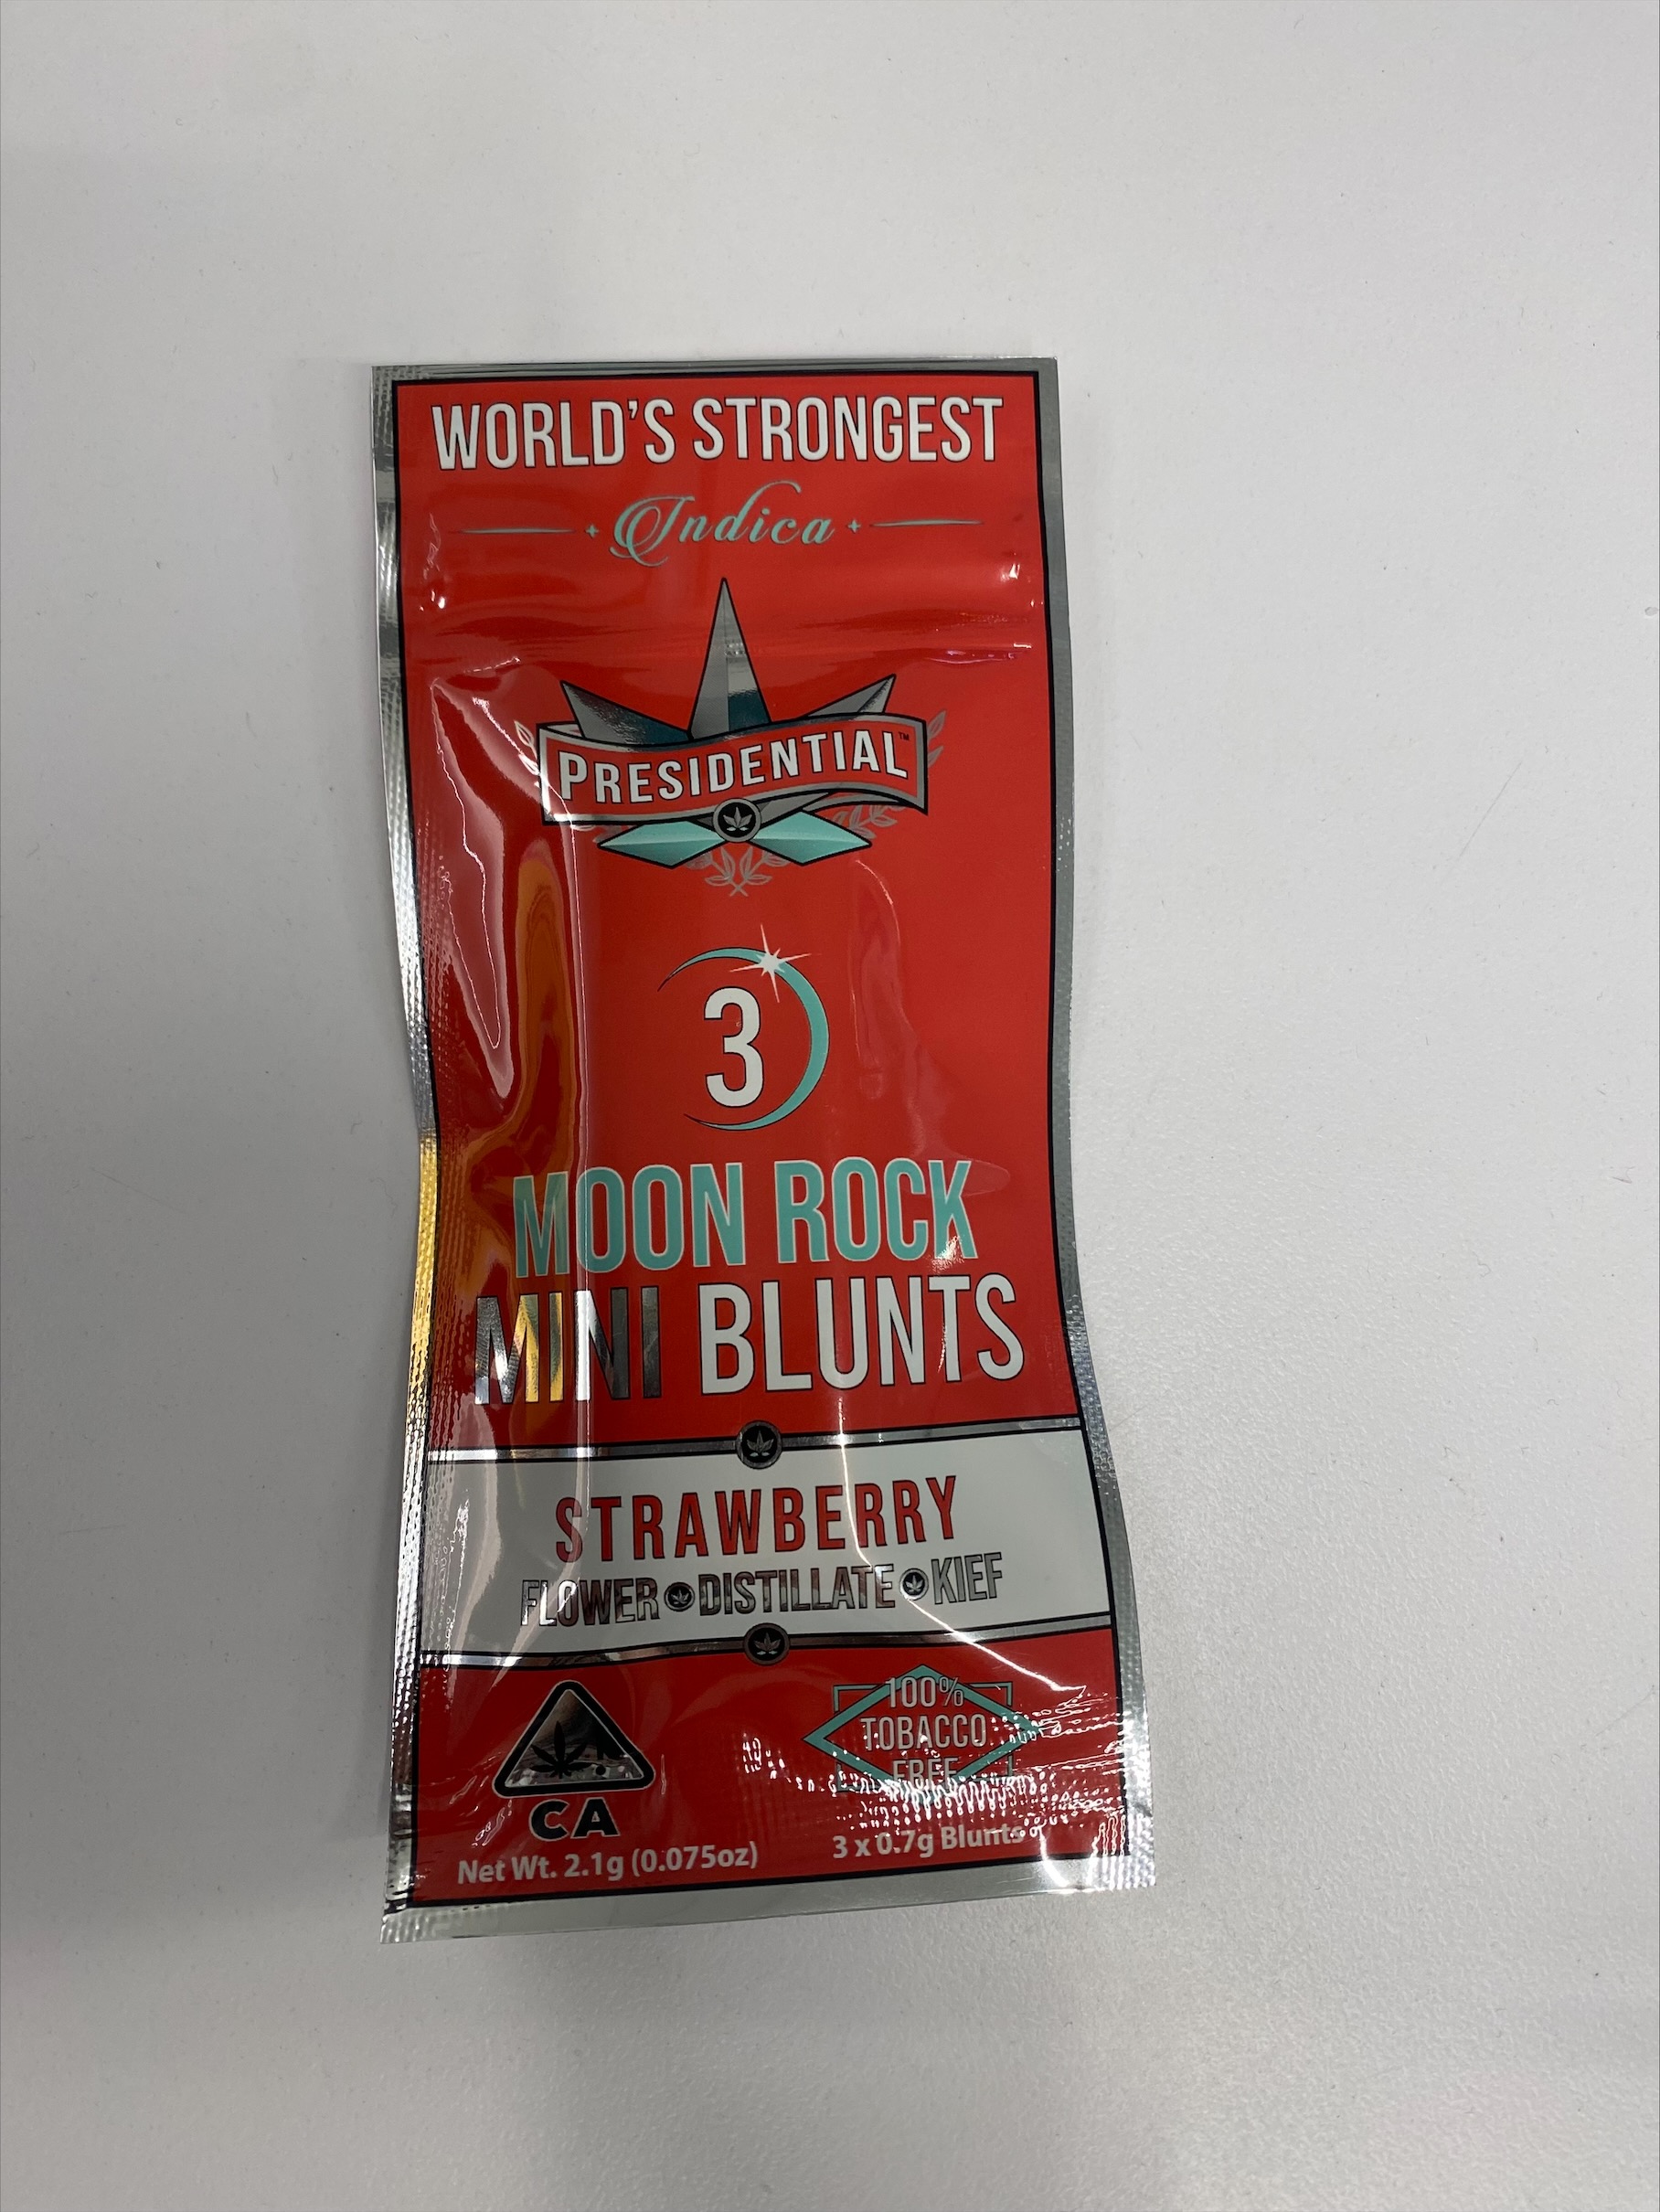 WORLD'S STRONGEST
Indica
PRESIDENTIAL™
3
MOON ROCK
MINI BLUNTS
STRAWBERRY
FLOWER DISTILLATE KIEF
100%
TOBACCO
FREE
!
CA
Net Wt. 2.1g (0.075oz)
3 x 0.7g Blunts